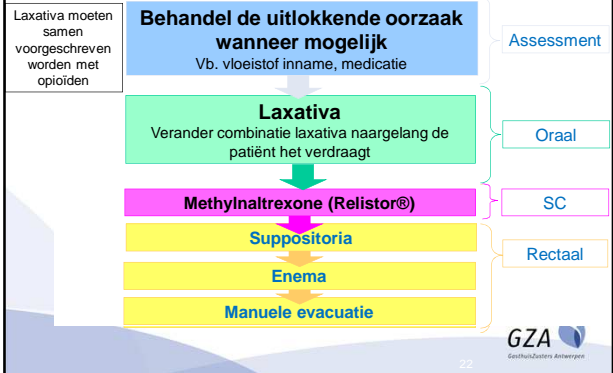 Laxativa moeten
samen
voorgeschreven
worden met
opioïden
Behandel de uitlokkende oorzaak
wanneer mogelijk
Vb. vloeistof inname, medicatie
Assessment
Laxativa
Verander combinatie laxativa naargelang de
patiënt het verdraagt
Oraal
Methylnaltrexone (Relistor®)
SC
Suppositoria
Rectaal
Enema
Manuele evacuatie
22
GZA
GasthuisZusters Antwerpen